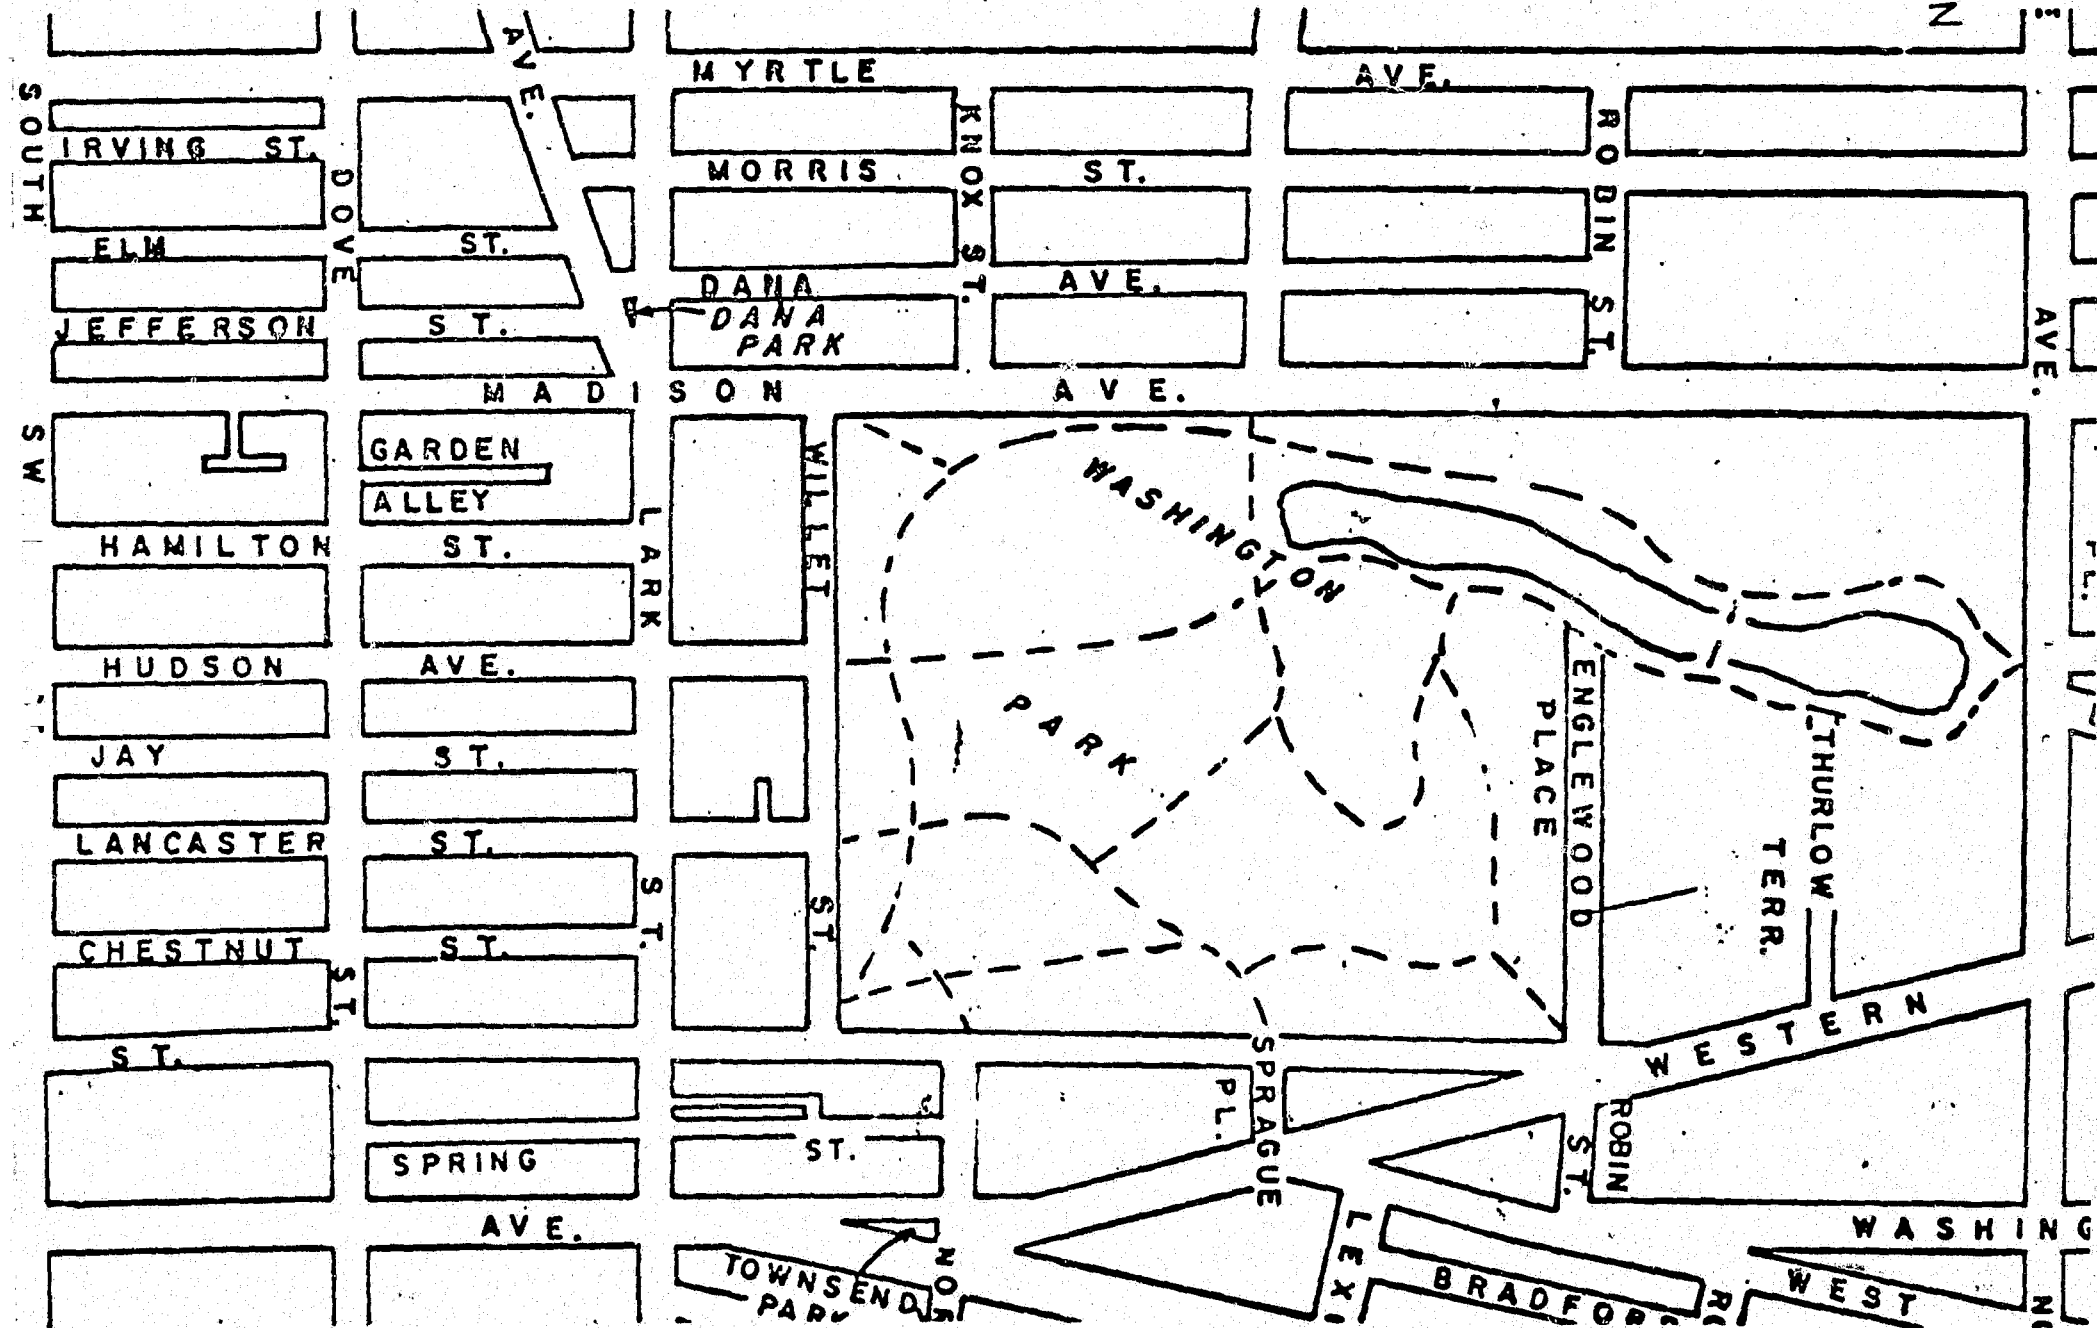 AVE.
MYRTLE AVE.
SOUTH
IRVING ST.
DOVE
KNOX ST.
ROBIN ST.
MORRIS ST.
ELM ST.
DANA AVE.
DANA
PARK
JEFFERSON ST.
AVE.
MADISON AVE.
SW
GARDEN
ALLEY
WILLET
WASHINGTON
LARK
HAMILTON ST.
HUDSON AVE.
PARK
ENGLEWOOD
PLACE
JAY ST.
THURLOW
TERR.
LANCASTER ST.
ST.
ST.
CHESTNUT ST.
ST.
WESTERN
ST.
SPRAGUE
PL.
ROBIN
ST.
SPRING ST.
AVE.
WASHING
TOWNSEND
PARK
LEX
BRADFOR
WEST
PL.